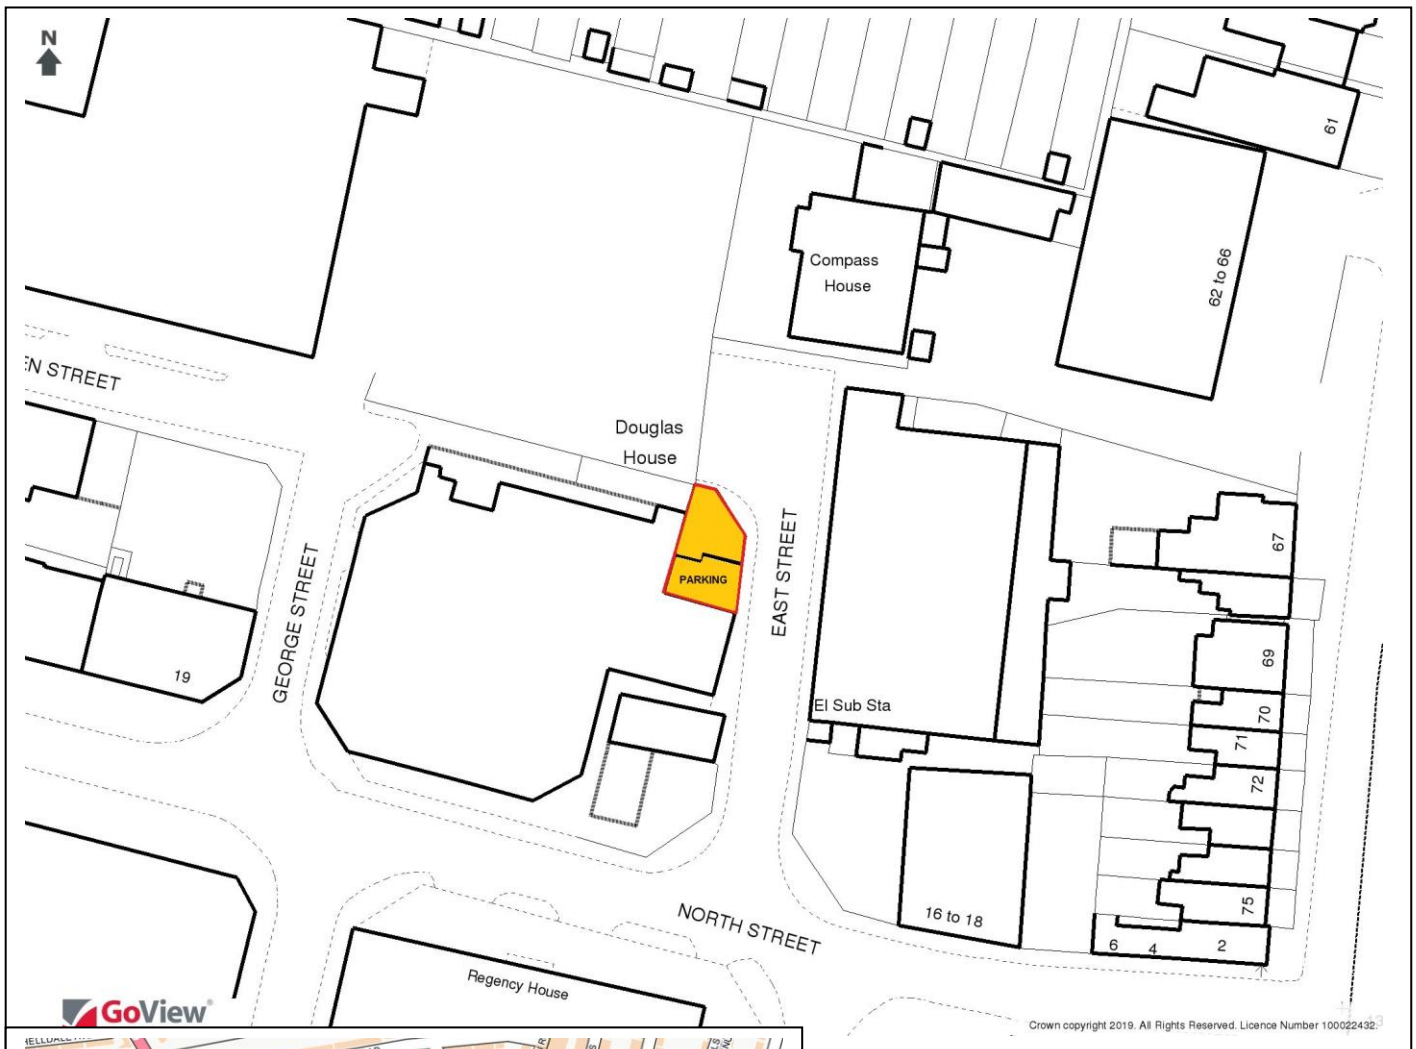 N
61
Compass
House
62 to 66
EN STREET
Douglas
House
67
PARKING
EAST STREET
GEORGE STREET
19
69
El Sub Sta
70
71
72
75
16 to 18
NORTH STREET
6
4
2
Regency House
GoView
Crown copyright 2019. All Rights Reserved. Licence Number 100022432.